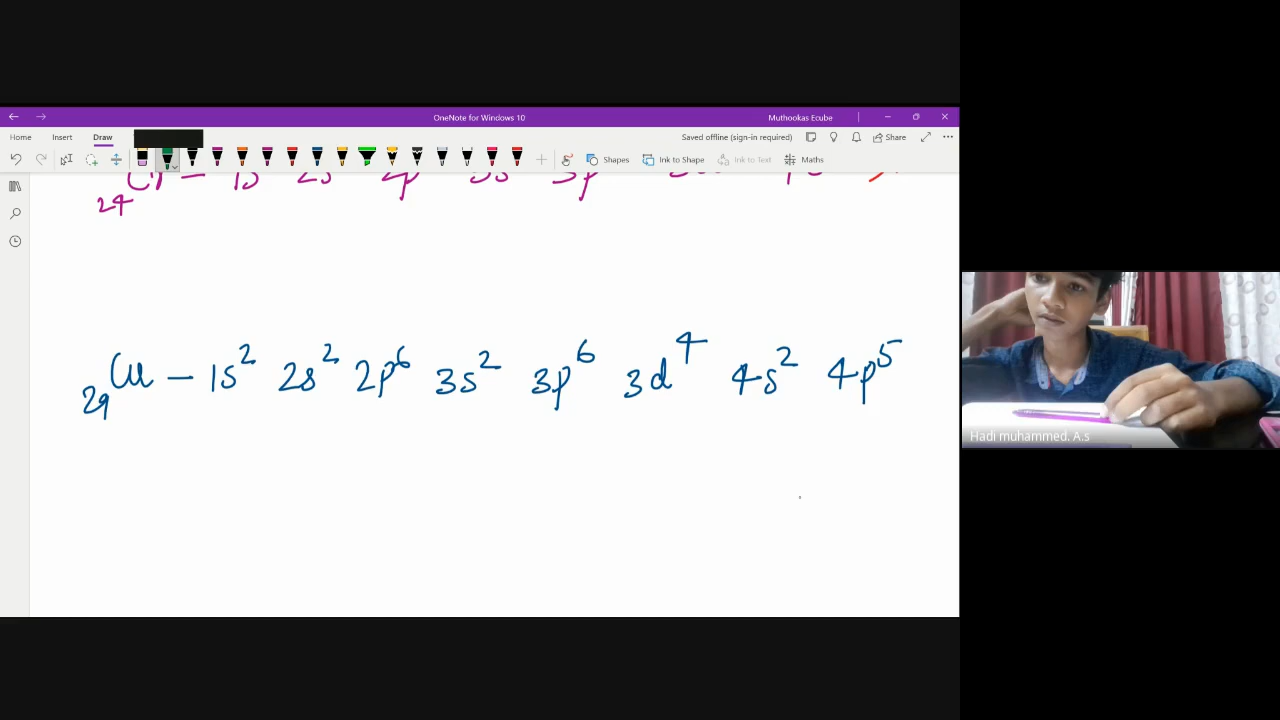 OneNote for Windows 10
Muthookas Ecube
Home Insert Draw
Saved offline (sign-in required)
Share
Shapes Ink to Shape Ink to Text Maths
24
29Cu – 1s² 2s² 2p⁶ 3s² 3p⁶ 3d⁴ 4s² 4p⁵
Hadi muhammed. A.s